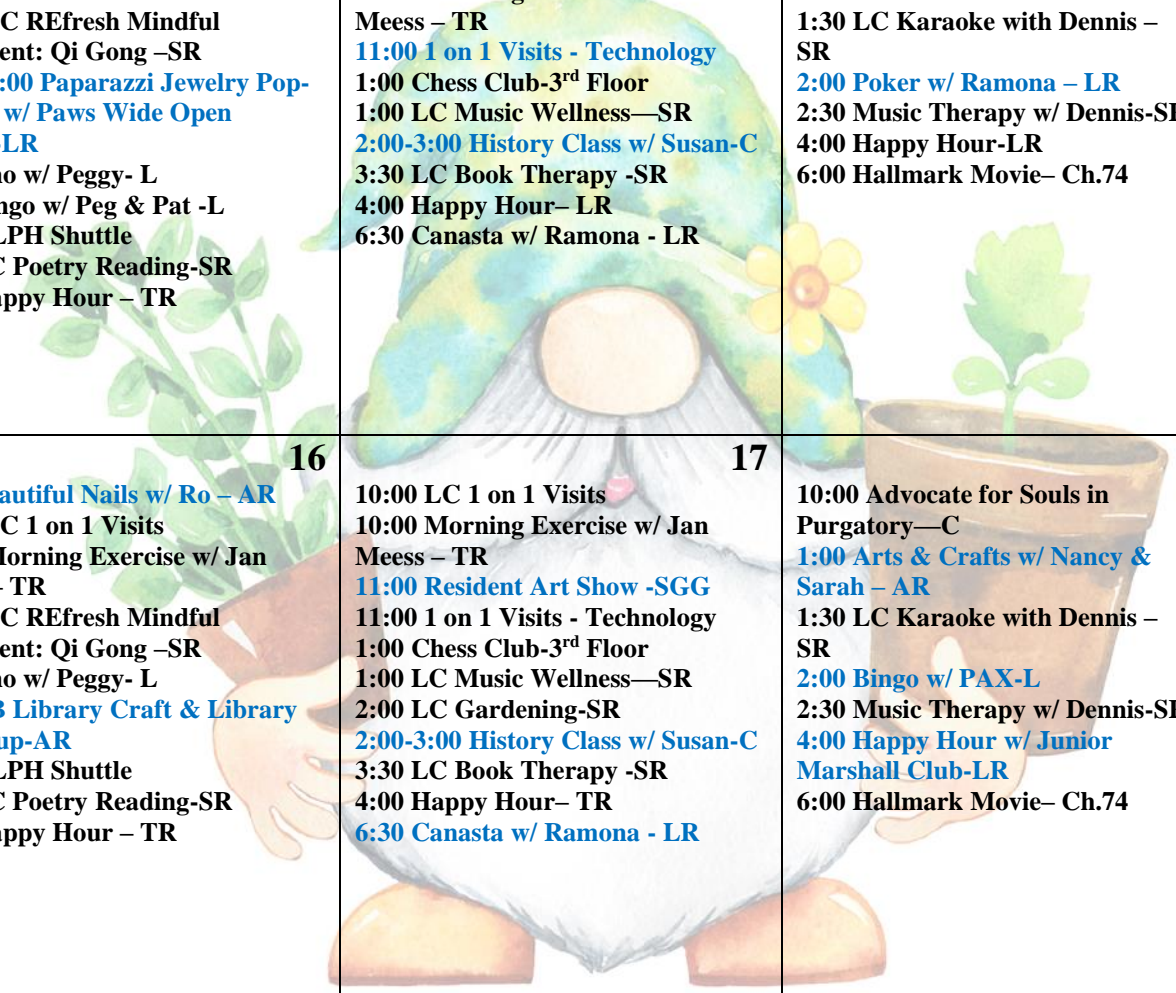 C REfresh Mindful
ent: Qi Gong –SR
:00 Paparazzi Jewelry Pop-
w/ Paws Wide Open
LR
o w/ Peggy- L
ngo w/ Peg & Pat -L
LPH Shuttle
C Poetry Reading-SR
appy Hour – TR
Meess – TR
11:00 1 on 1 Visits - Technology
1:00 Chess Club-3rd Floor
1:00 LC Music Wellness—SR
2:00-3:00 History Class w/ Susan-C
3:30 LC Book Therapy -SR
4:00 Happy Hour– LR
6:30 Canasta w/ Ramona - LR
1:30 LC Karaoke with Dennis –
SR
2:00 Poker w/ Ramona – LR
2:30 Music Therapy w/ Dennis-S
4:00 Happy Hour-LR
6:00 Hallmark Movie– Ch.74
16
autiful Nails w/ Ro – AR
C 1 on 1 Visits
Morning Exercise w/ Jan
– TR
C REfresh Mindful
ent: Qi Gong –SR
o w/ Peggy- L
Library Craft & Library
up-AR
LPH Shuttle
C Poetry Reading-SR
appy Hour – TR
17
10:00 LC 1 on 1 Visits
10:00 Morning Exercise w/ Jan
Meess – TR
11:00 Resident Art Show -SGG
11:00 1 on 1 Visits - Technology
1:00 Chess Club-3rd Floor
1:00 LC Music Wellness—SR
2:00 LC Gardening-SR
2:00-3:00 History Class w/ Susan-C
3:30 LC Book Therapy -SR
4:00 Happy Hour– TR
6:30 Canasta w/ Ramona - LR
10:00 Advocate for Souls in
Purgatory—C
1:00 Arts & Crafts w/ Nancy &
Sarah – AR
1:30 LC Karaoke with Dennis –
SR
2:00 Bingo w/ PAX-L
2:30 Music Therapy w/ Dennis-S
4:00 Happy Hour w/ Junior
Marshall Club-LR
6:00 Hallmark Movie– Ch.74